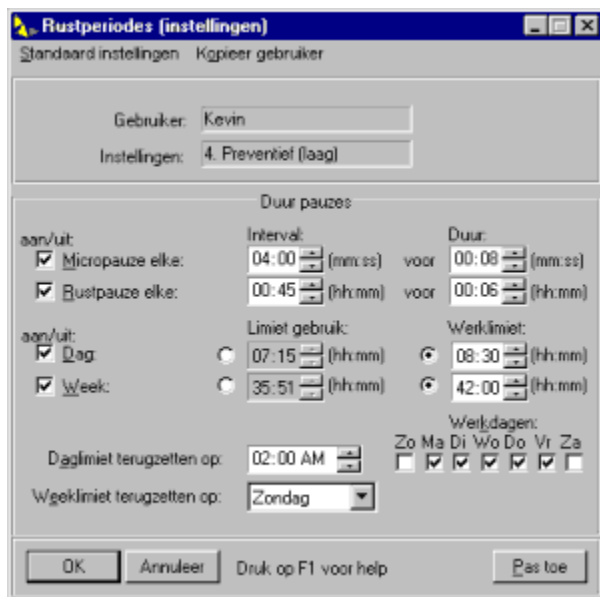 Rustperiodes (instellingen)
Standaard instellingen Kopieer gebruiker
Gebruiker: Kevin
Instellingen: 4. Preventief (laag)
Duur pauzes
aan/uit: Interval: Duur:
Micropauze elke: 04:00 (mm:ss) voor 00:08 (mm:ss)
Rustpauze elke: 00:45 (hh:mm) voor 00:06 (hh:mm)
aan/uit: Limiet gebruik: Werklimiet:
Dag: 07:15 (hh:mm) 08:30 (hh:mm)
Week: 35:51 (hh:mm) 42:00 (hh:mm)
Werkdagen:
Zo Ma Di Wo Do Vr Za
Daglimiet terugzetten op: 02:00 AM
Weeklimiet terugzetten op: Zondag
OK Annuleer Druk op F1 voor help Pas toe